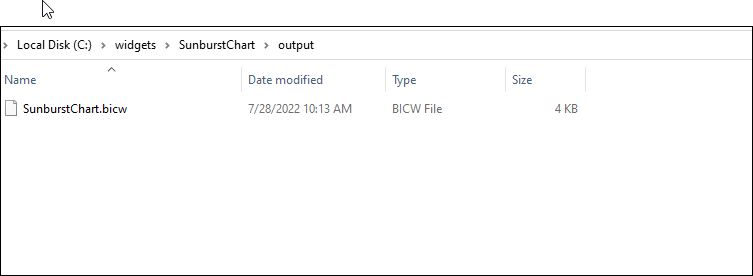 Local Disk (C:) > widgets > SunburstChart > output
Name Date modified Type Size
SunburstChart.bicw 7/28/2022 10:13 AM BICW File 4 KB